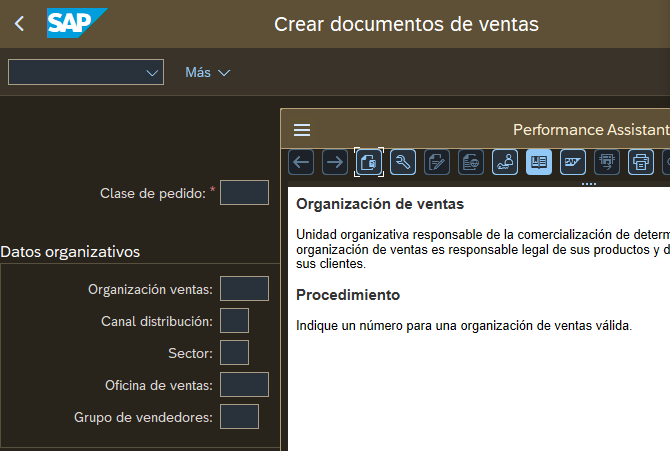 SAP
Crear documentos de ventas
Más
Performance Assistant
Clase de pedido: *
Datos organizativos
Organización ventas:
Canal distribución:
Sector:
Oficina de ventas:
Grupo de vendedores:
Organización de ventas
Unidad organizativa responsable de la comercialización de
organización de ventas es responsable legal de sus productos y
sus clientes.
Procedimiento
Indique un número para una organización de ventas válida.